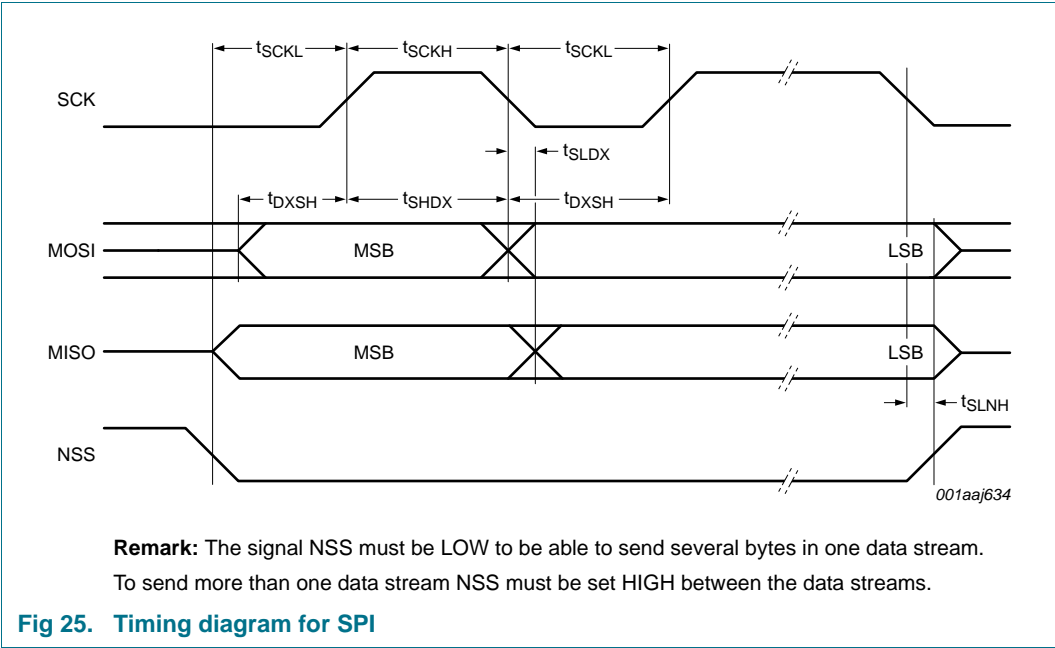 tSCKL tSCKH tSCKL
SCK
tSLDX
tDXSH tSHDX tDXSH
MOSI MSB LSB
MISO MSB LSB
tSLNH
NSS
001aaj634
Remark: The signal NSS must be LOW to be able to send several bytes in one data stream.
To send more than one data stream NSS must be set HIGH between the data streams.
Fig 25. Timing diagram for SPI